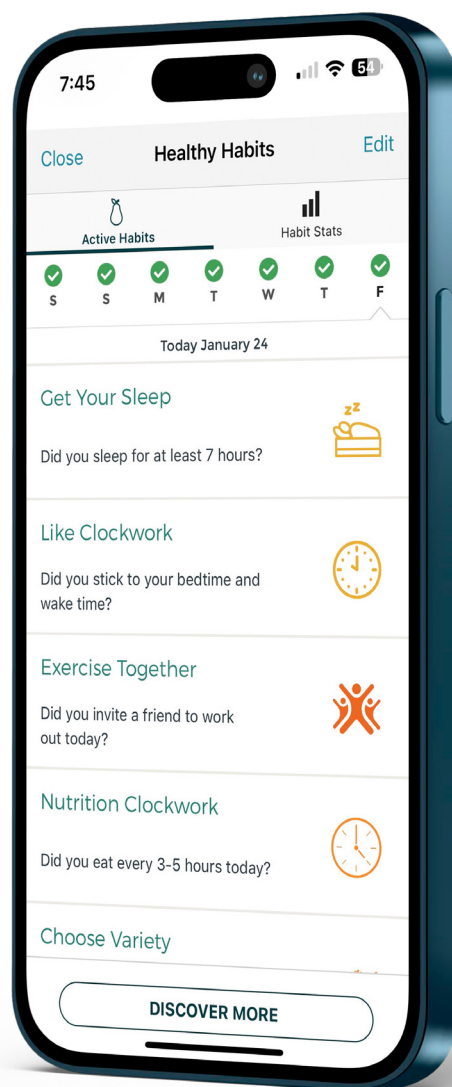 7:45
54
Close
Healthy Habits
Edit
Active Habits
Habit Stats
S S M T W T F
Today January 24
Get Your Sleep
zz
Did you sleep for at least 7 hours?
Like Clockwork
Did you stick to your bedtime and
wake time?
Exercise Together
Did you invite a friend to work
out today?
Nutrition Clockwork
Did you eat every 3-5 hours today?
Choose Variety
DISCOVER MORE